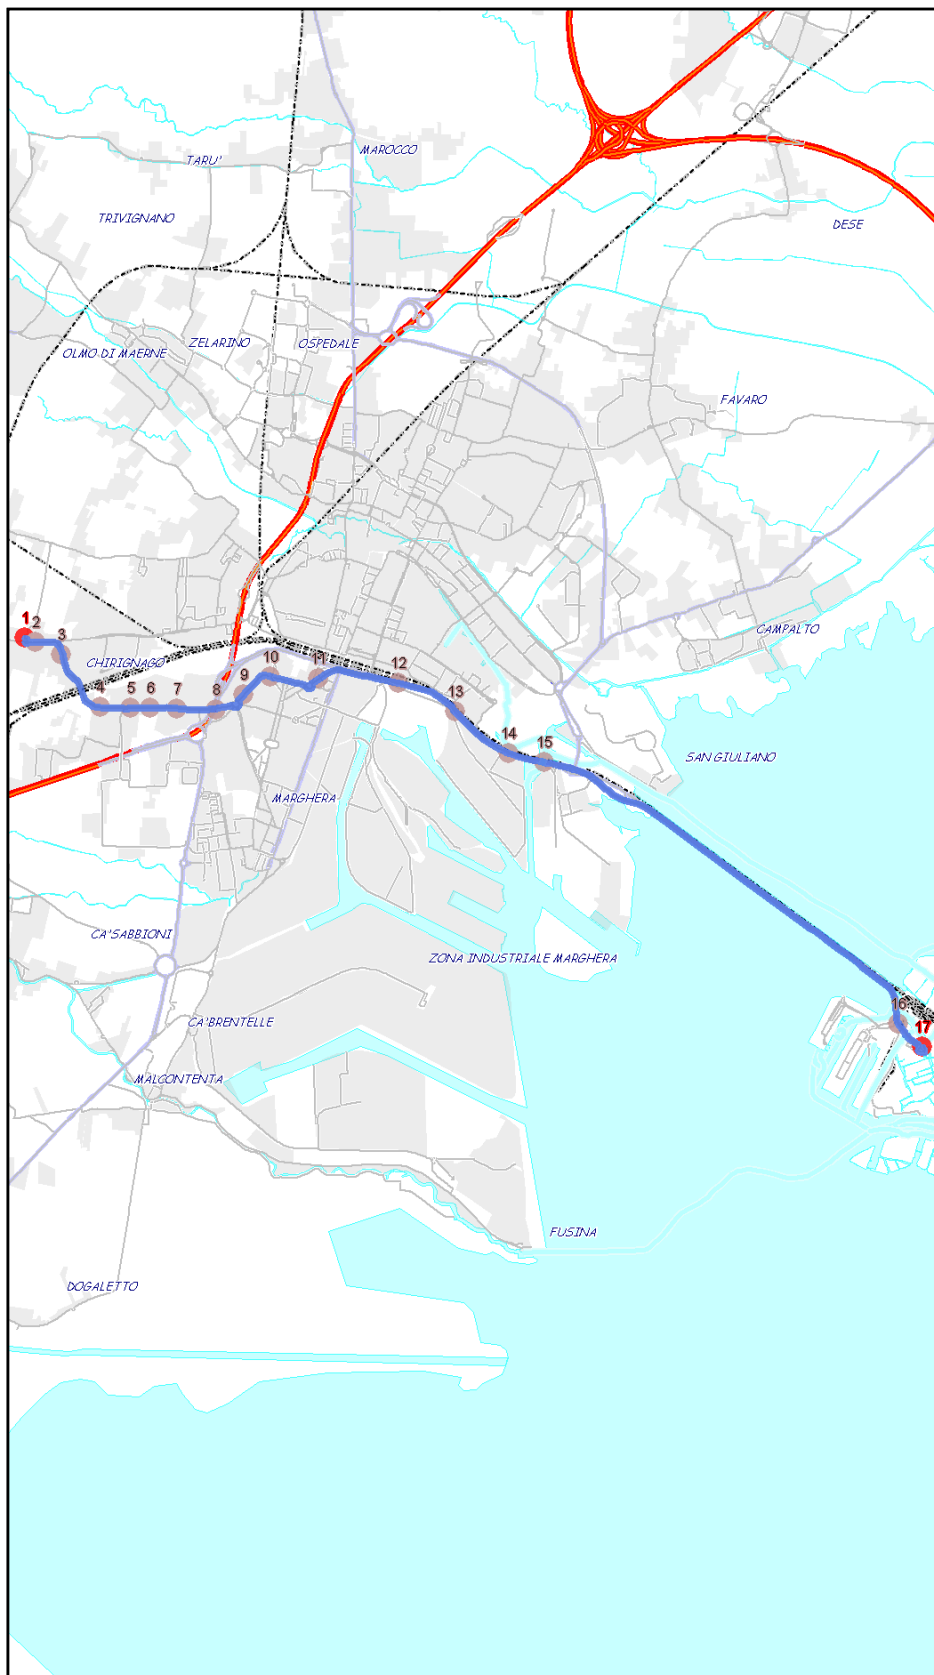 MAROCCO
TARU'
TRIVIGNANO
DESE
ZELARINO
OSPEDALE
OLMO DI MAERNE
FAVARO
1
2
3
CAMPALTO
CHIRIGNAGO
4
5
6
7
8
9
10
11
12
13
14
15
SAN GIULIANO
MARGHERA
CA'SABBIONI
ZONA INDUSTRIALE MARGHERA
16
17
CA'BRENTELLE
MALCONTENTA
FUSINA
DOGALETTO